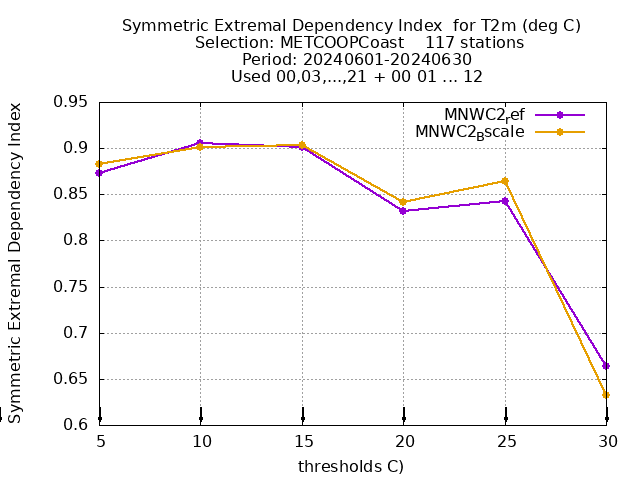 Symmetric Extremal Dependency Index  for T2m (deg C)
Selection: METCOOPCoast    117 stations
Period: 20240601-20240630
Used 00,03,...,21 + 00 01 ... 12
Symmetric Extremal Dependency Index
MNWC2ref
MNWC2Bscale
0.95
0.9
0.85
0.8
0.75
0.7
0.65
0.6
5 10 15 20 25 30
thresholds C)